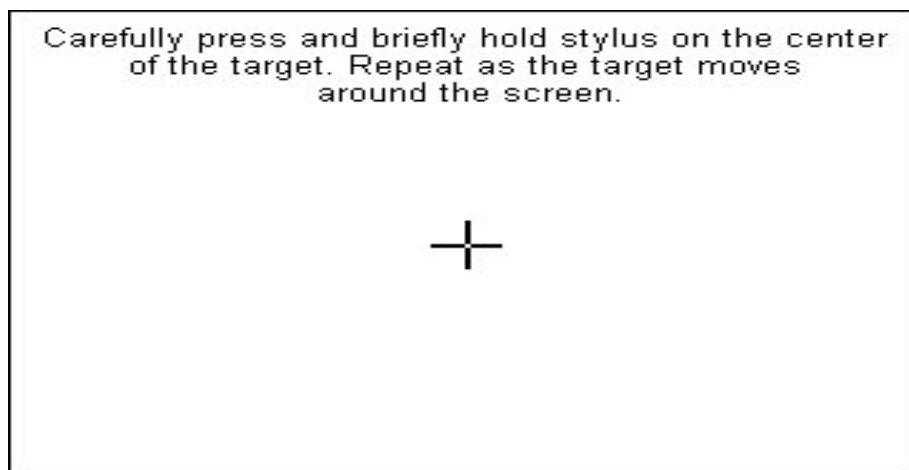 Carefully press and briefly hold stylus on the center
of the target. Repeat as the target moves
around the screen.